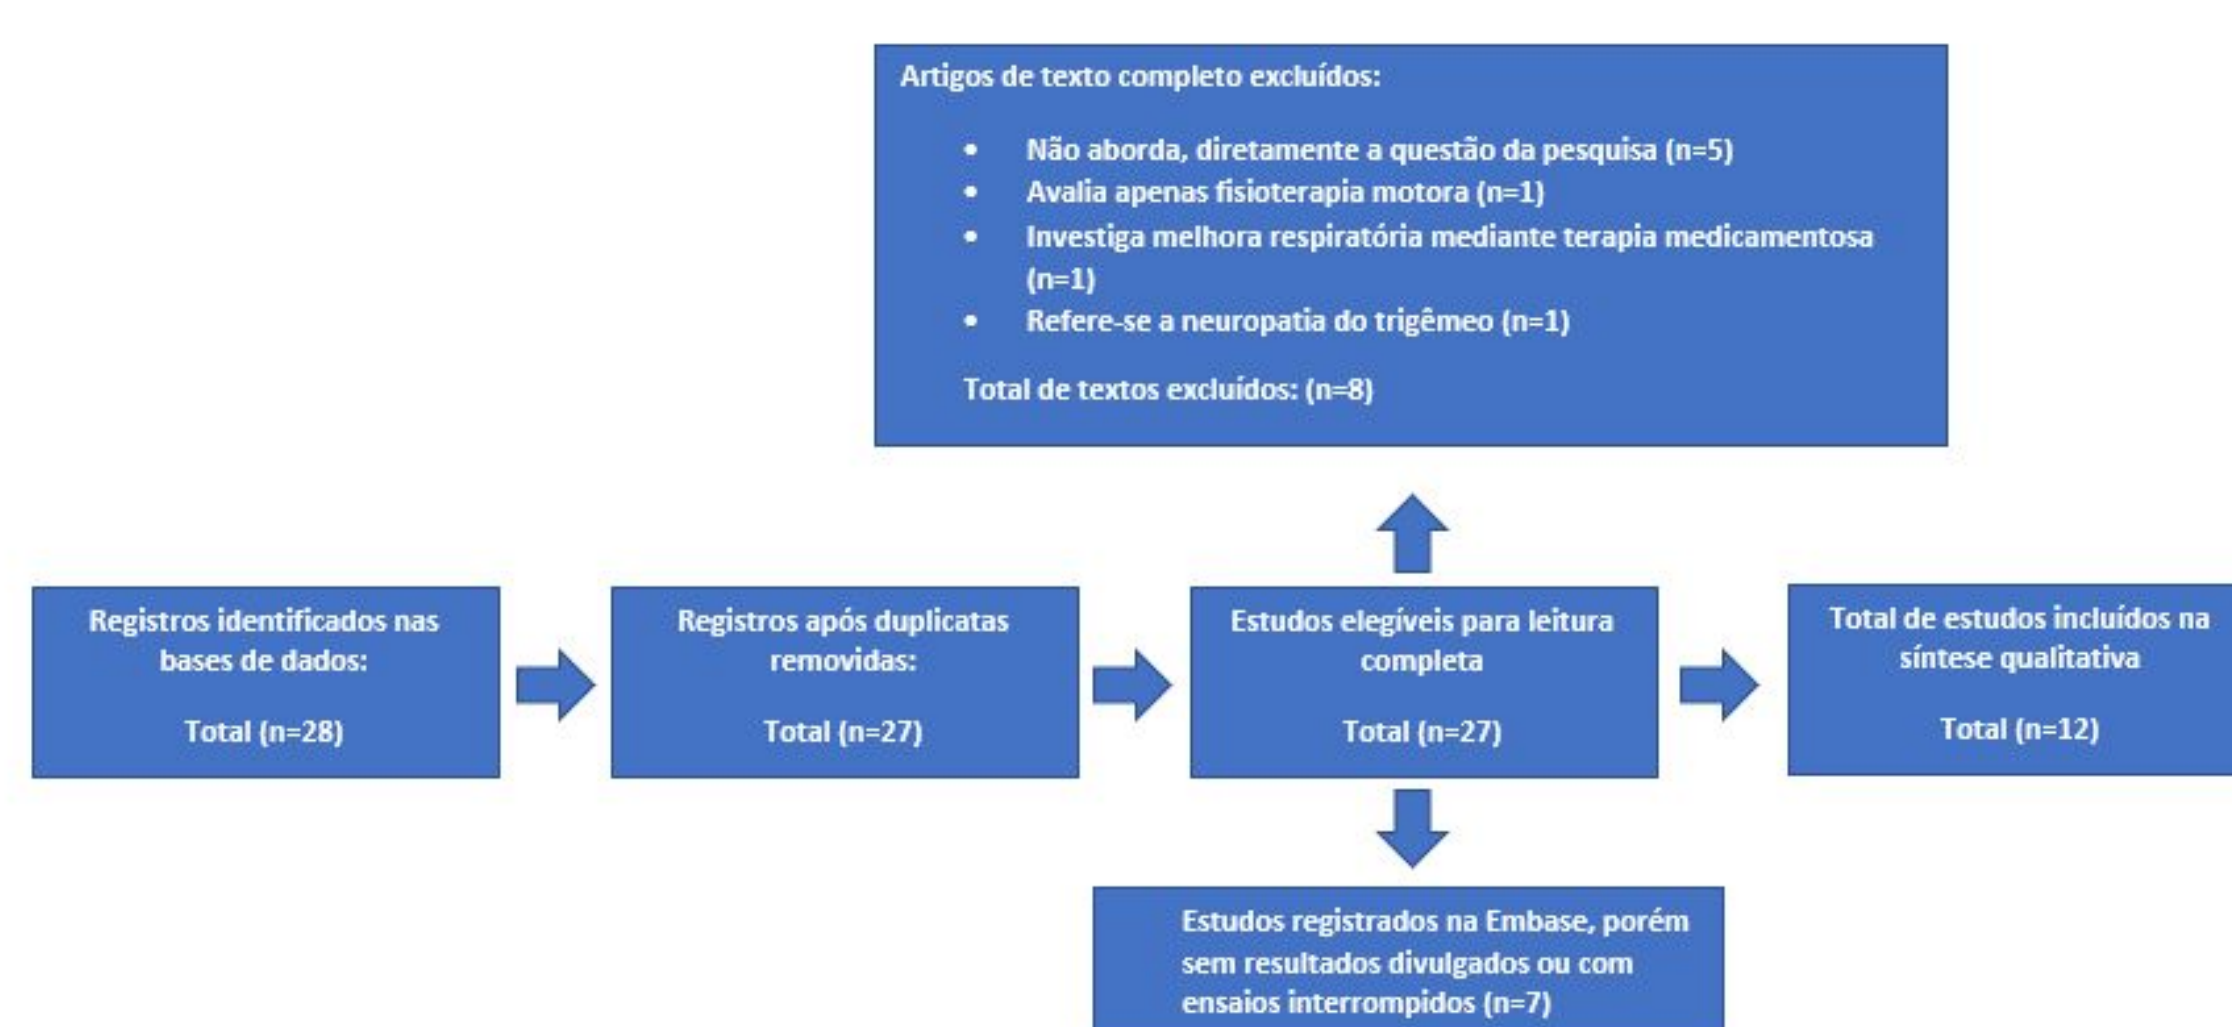 Artigos de texto completo excluídos:
• Não aborda, diretamente a questão da pesquisa (n=5)
• Avalia apenas fisioterapia motora (n=1)
• Investiga melhora respiratória mediante terapia medicamentosa
(n=1)
• Refere-se a neuropatia do trigêmeo (n=1)
Total de textos excluídos: (n=8)
Registros identificados nas
bases de dados:
Total (n=28)
Registros após duplicatas
removidas:
Total (n=27)
Estudos elegíveis para leitura
completa
Total (n=27)
Total de estudos incluídos na
síntese qualitativa
Total (n=12)
Estudos registrados na Embase, porém
sem resultados divulgados ou com
ensaios interrompidos (n=7)